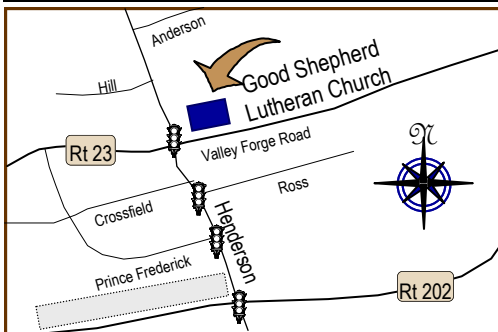 Anderson
Good Shepherd
Lutheran Church
Hill
Rt 23
Valley Forge Road
N
Ross
Crossfield
Henderson
Prince Frederick
Rt 202